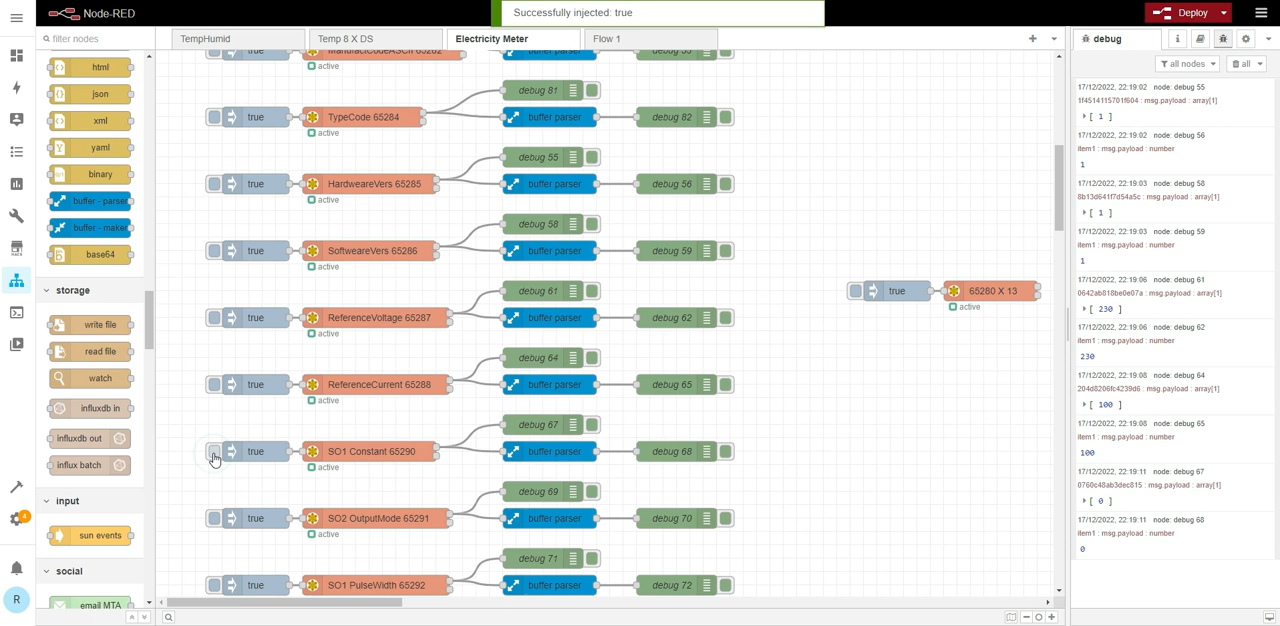 Node-RED
Successfully injected: true
Deploy
filter nodes
TempHumid
Temp 8 X DS
Electricity Meter
Flow 1
debug
all nodes
all
html
json
xml
yaml
binary
buffer - parser
buffer - maker
base64
storage
write file
read file
watch
influxdb in
influxdb out
influx batch
input
sun events
social
email MTA
HACS
4
R
ManufactCodeASCII 65282
active
debug 81
true
TypeCode 65284
buffer parser
debug 82
active
debug 55
true
HardweareVers 65285
buffer parser
debug 56
active
debug 58
true
SoftweareVers 65286
buffer parser
debug 59
active
debug 61
true
ReferenceVoltage 65287
buffer parser
debug 62
active
debug 64
true
ReferenceCurrent 65288
buffer parser
debug 65
active
debug 67
true
SO1 Constant 65290
buffer parser
debug 68
active
debug 69
true
SO2 OutputMode 65291
buffer parser
debug 70
active
debug 71
true
SO1 PulseWidth 65292
buffer parser
debug 72
true
65280 X 13
active
17/12/2022, 22:19:02 node: debug 55
1f4514115701f604 : msg.payload : array[1]
[ 1 ]
17/12/2022, 22:19:02 node: debug 56
item1 : msg.payload : number
1
17/12/2022, 22:19:03 node: debug 58
8b13d641f7d54a5c : msg.payload : array[1]
[ 1 ]
17/12/2022, 22:19:03 node: debug 59
item1 : msg.payload : number
1
17/12/2022, 22:19:06 node: debug 61
0642ab818be0e07a : msg.payload : array[1]
[ 230 ]
17/12/2022, 22:19:06 node: debug 62
item1 : msg.payload : number
230
17/12/2022, 22:19:08 node: debug 64
204d8206fc4239d6 : msg.payload : array[1]
[ 100 ]
17/12/2022, 22:19:08 node: debug 65
item1 : msg.payload : number
100
17/12/2022, 22:19:11 node: debug 67
0760c48ab3dec815 : msg.payload : array[1]
[ 0 ]
17/12/2022, 22:19:11 node: debug 68
item1 : msg.payload : number
0